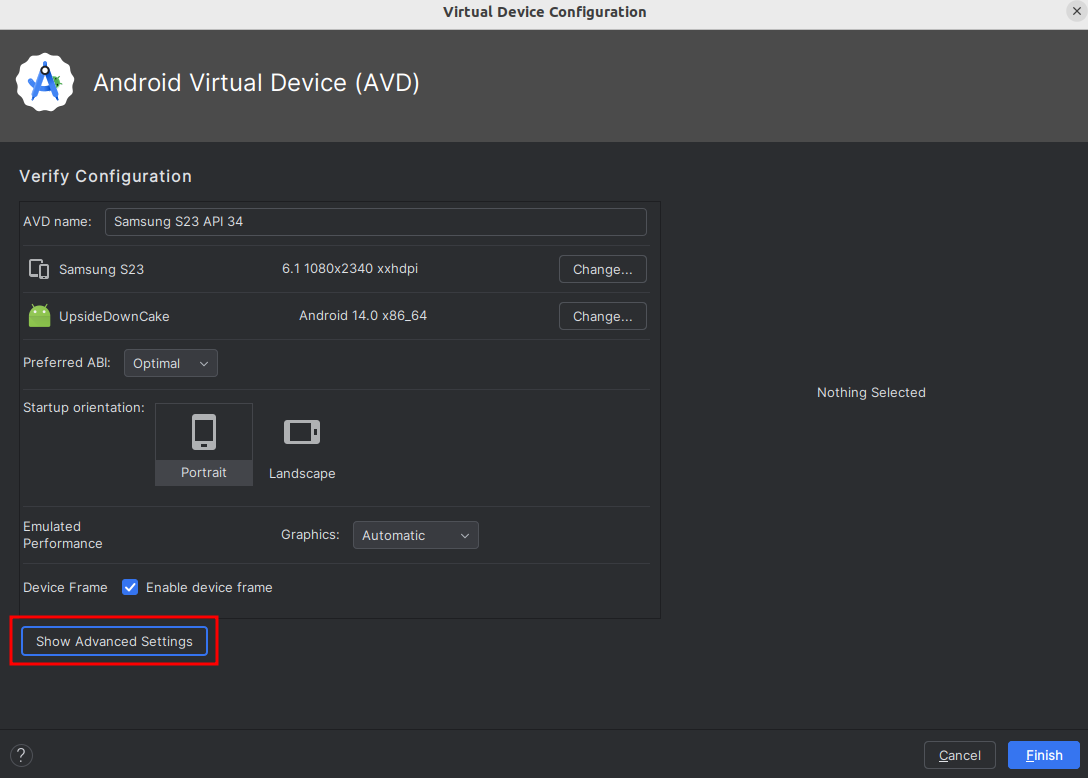 Virtual Device Configuration
Android Virtual Device (AVD)
Verify Configuration
AVD name: Samsung S23 API 34
Samsung S23 6.1 1080x2340 xxhdpi Change...
UpsideDownCake Android 14.0 x86_64 Change...
Preferred ABI: Optimal
Nothing Selected
Startup orientation:
Portrait Landscape
Emulated
Performance
Graphics: Automatic
Device Frame Enable device frame
Show Advanced Settings
? Cancel Finish